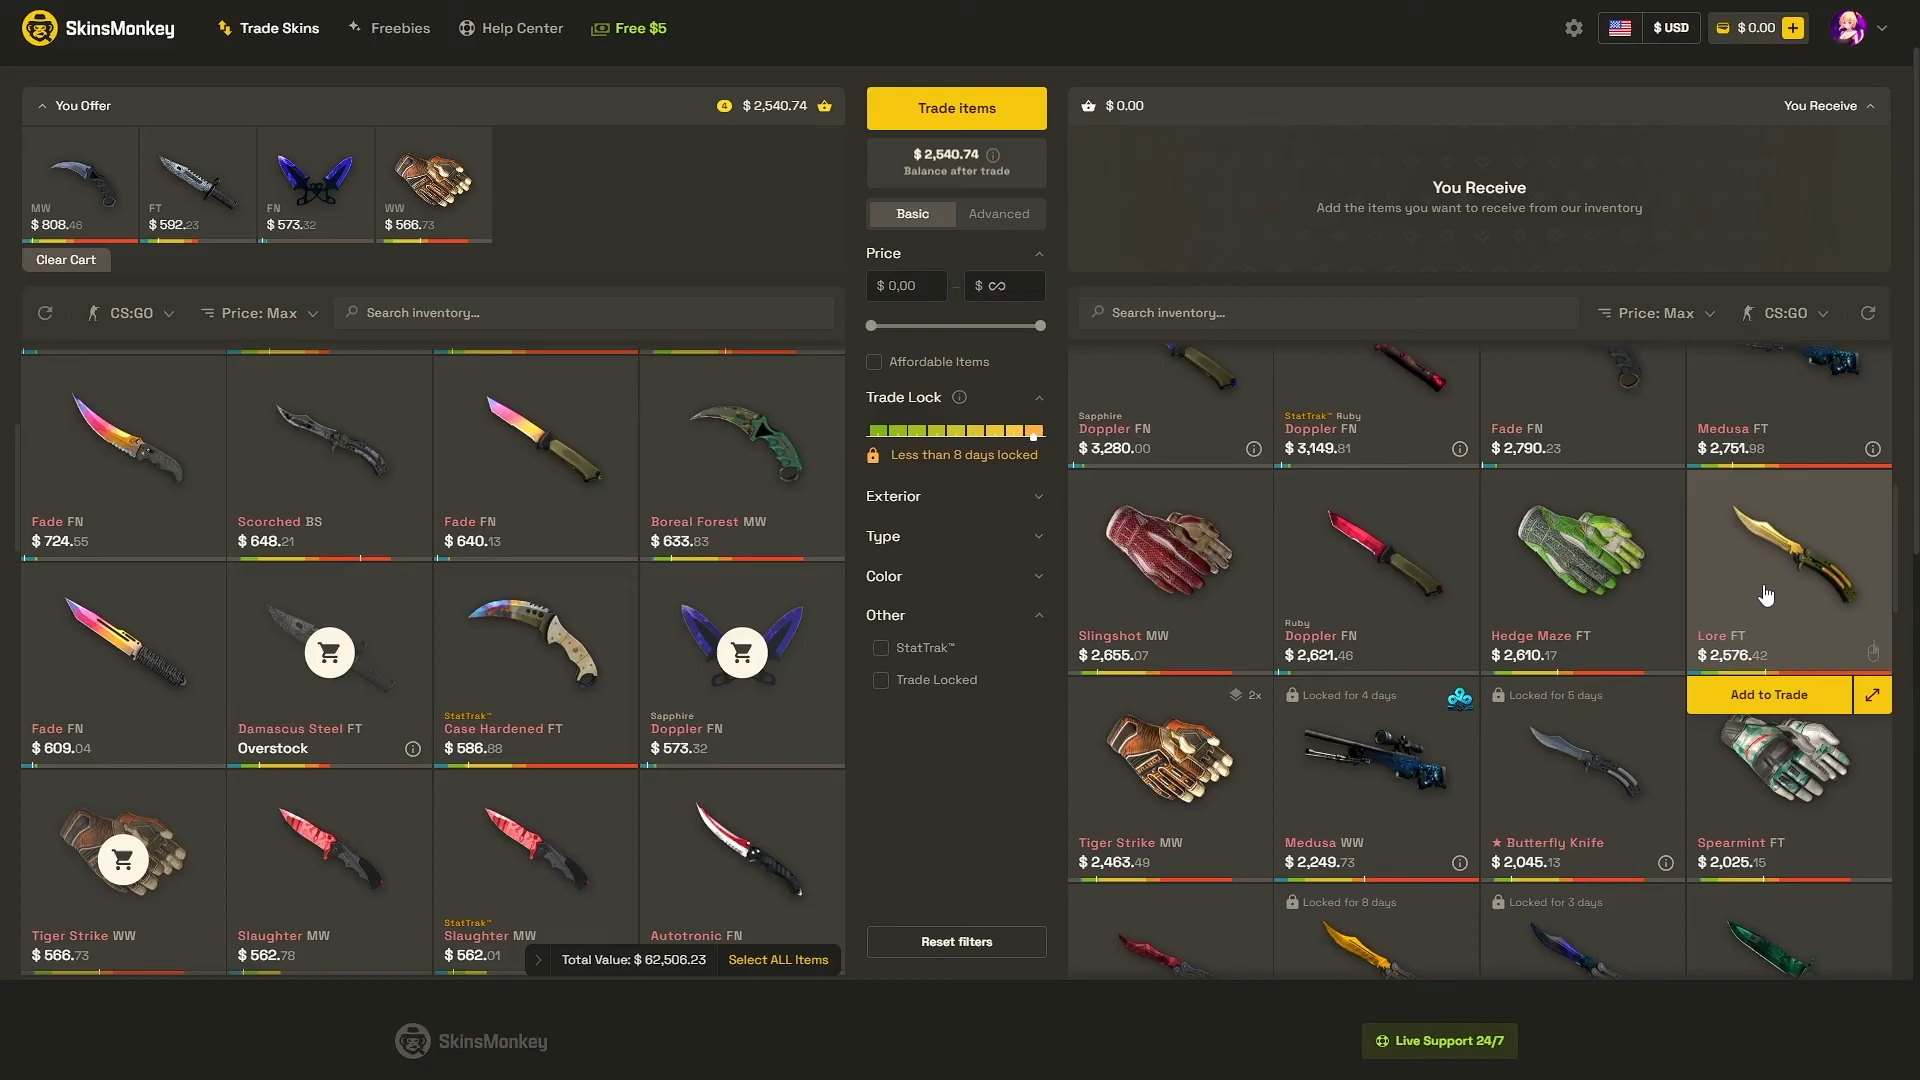 SkinsMonkey
Trade Skins
Freebies
Help Center
Free $5
$ USD
$ 0.00
You Offer
4
$ 2,540.74
MW
$ 808.46
FT
$ 592.23
FN
$ 573.32
WW
$ 566.73
Clear Cart
CS:GO
Price: Max
Search inventory...
Fade FN
$ 724.55
Scorched BS
$ 648.21
Fade FN
$ 640.13
Boreal Forest MW
$ 633.83
Fade FN
$ 609.04
Damascus Steel FT
Overstock
StatTrak™
Case Hardened FT
$ 586.88
Sapphire
Doppler FN
$ 573.32
Tiger Strike WW
$ 566.73
Slaughter MW
$ 562.78
StatTrak™
Slaughter MW
$ 562.01
Autotronic FN
Total Value: $ 62,506.23
Select ALL Items
Trade items
$ 2,540.74
Balance after trade
Basic
Advanced
Price
$ 0,00
–
$ ∞
Affordable Items
Trade Lock
Less than 8 days locked
Exterior
Type
Color
Other
StatTrak™
Trade Locked
Reset filters
$ 0.00
You Receive
You Receive
Add the items you want to receive from our inventory
Search inventory...
Price: Max
CS:GO
Sapphire
Doppler FN
$ 3,280.00
StatTrak™ Ruby
Doppler FN
$ 3,149.81
Fade FN
$ 2,790.23
Medusa FT
$ 2,751.98
Slingshot MW
$ 2,655.07
Ruby
Doppler FN
$ 2,621.46
Hedge Maze FT
$ 2,610.17
Lore FT
$ 2,576.42
Add to Trade
2x
Tiger Strike MW
$ 2,463.49
Locked for 4 days
Medusa WW
$ 2,249.73
Locked for 5 days
★ Butterfly Knife
$ 2,045.13
Spearmint FT
$ 2,025.15
Locked for 8 days
Locked for 3 days
SkinsMonkey
Live Support 24/7